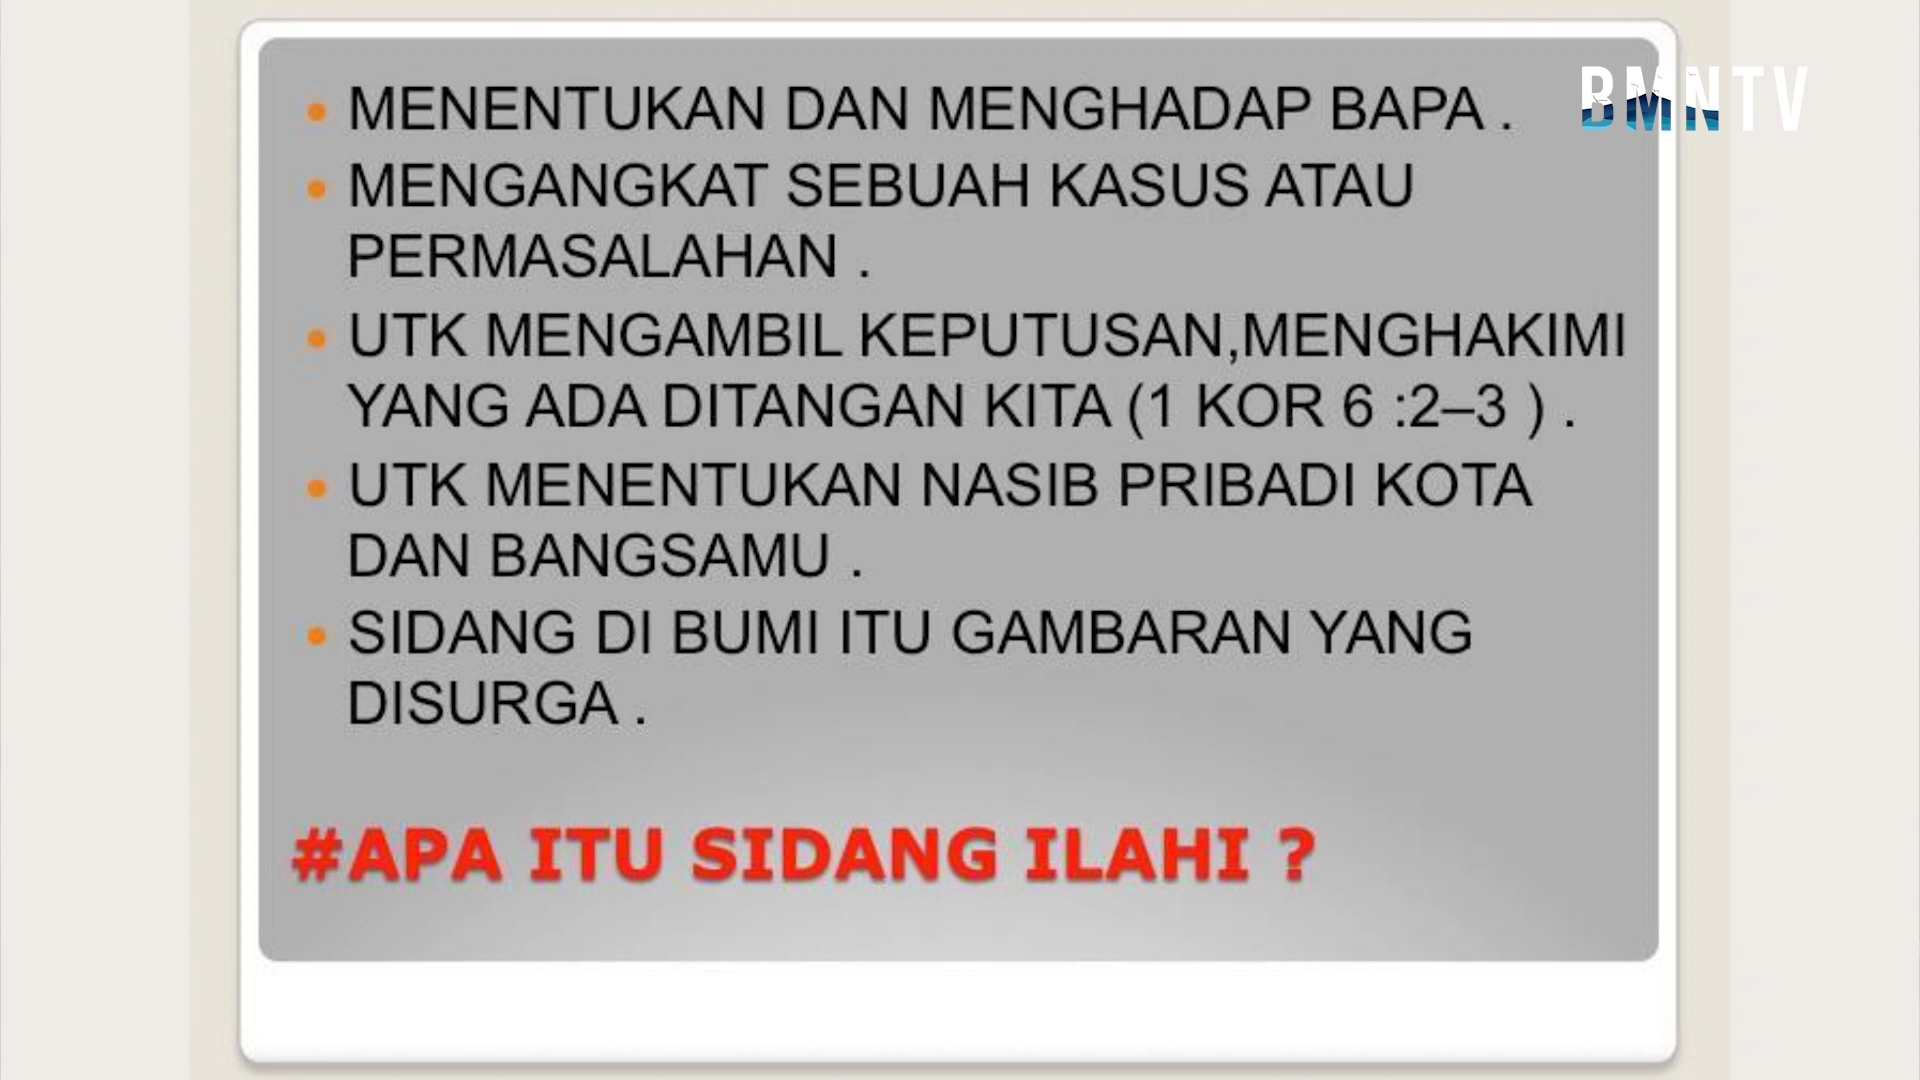 BMNTV
• MENENTUKAN DAN MENGHADAP BAPA .
• MENGANGKAT SEBUAH KASUS ATAU
PERMASALAHAN .
• UTK MENGAMBIL KEPUTUSAN,MENGHAKIMI
YANG ADA DITANGAN KITA (1 KOR 6 :2–3 ) .
• UTK MENENTUKAN NASIB PRIBADI KOTA
DAN BANGSAMU .
• SIDANG DI BUMI ITU GAMBARAN YANG
DISURGA .
#APA ITU SIDANG ILAHI ?